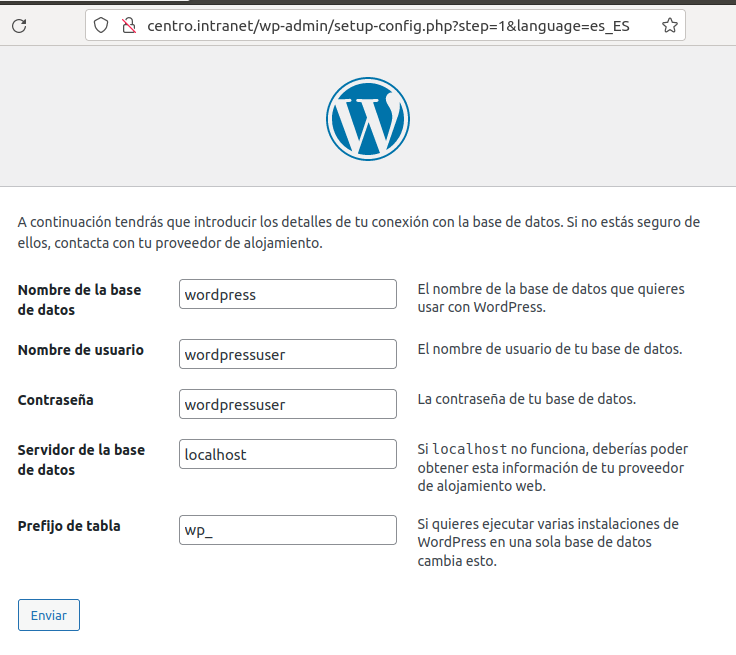 centro.intranet/wp-admin/setup-config.php?step=1&language=es_ES
W
A continuación tendrás que introducir los detalles de tu conexión con la base de datos. Si no estás seguro de
ellos, contacta con tu proveedor de alojamiento.
Nombre de la base
de datos
wordpress
El nombre de la base de datos que quieres
usar con WordPress.
Nombre de usuario
wordpressuser
El nombre de usuario de tu base de datos.
Contraseña
wordpressuser
La contraseña de tu base de datos.
Servidor de la base
de datos
localhost
Si localhost no funciona, deberías poder
obtener esta información de tu proveedor
de alojamiento web.
Prefijo de tabla
wp_
Si quieres ejecutar varias instalaciones de
WordPress en una sola base de datos
cambia esto.
Enviar